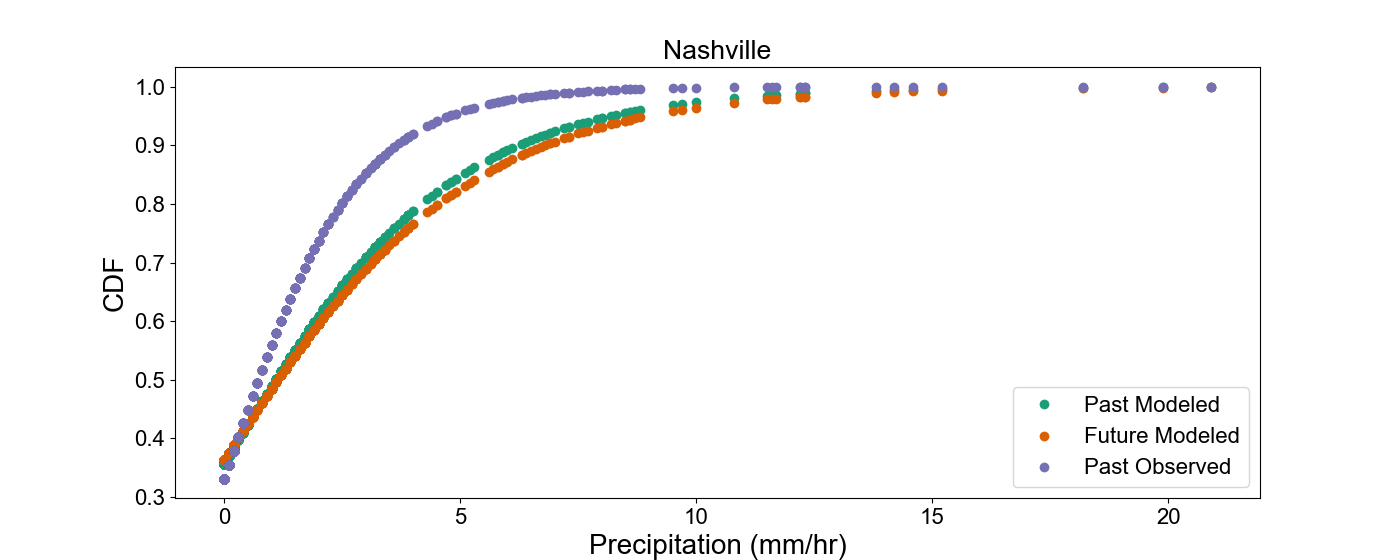 Nashville
CDF
1.0
0.9
0.8
0.7
0.6
0.5
0.4
0.3
0 5 10 15 20
Precipitation (mm/hr)
Past Modeled
Future Modeled
Past Observed